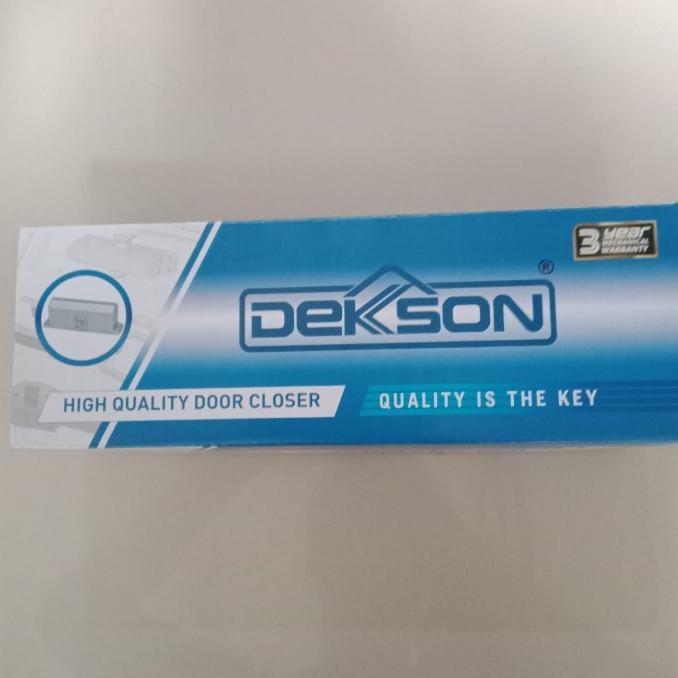 3 year
MECHANICAL
WARRANTY
DEKSON®
HIGH QUALITY DOOR CLOSER
QUALITY IS THE KEY